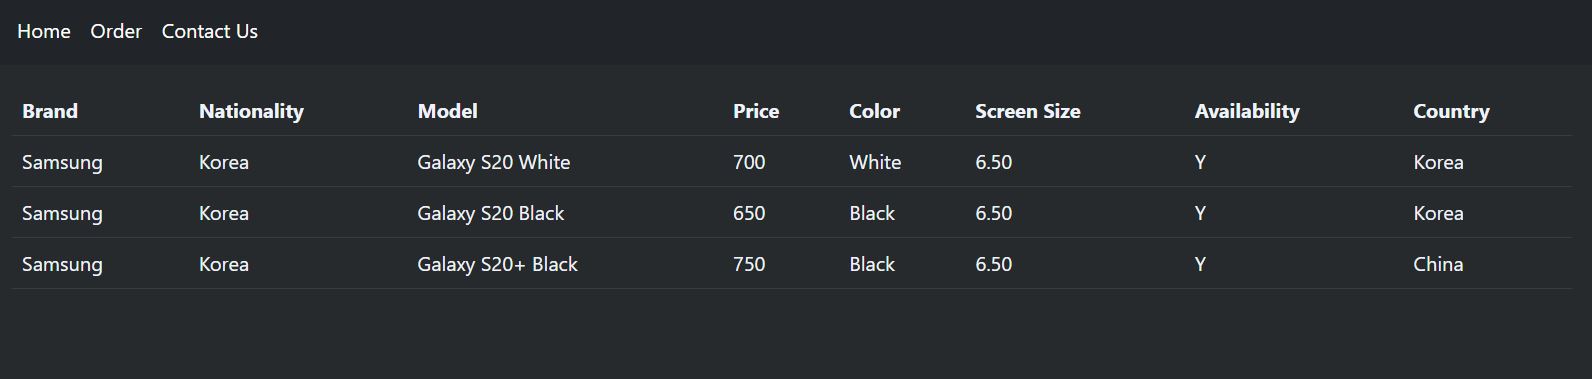 Home Order Contact Us
Brand Nationality Model Price Color Screen Size Availability Country
Samsung Korea Galaxy S20 White 700 White 6.50 Y Korea
Samsung Korea Galaxy S20 Black 650 Black 6.50 Y Korea
Samsung Korea Galaxy S20+ Black 750 Black 6.50 Y China